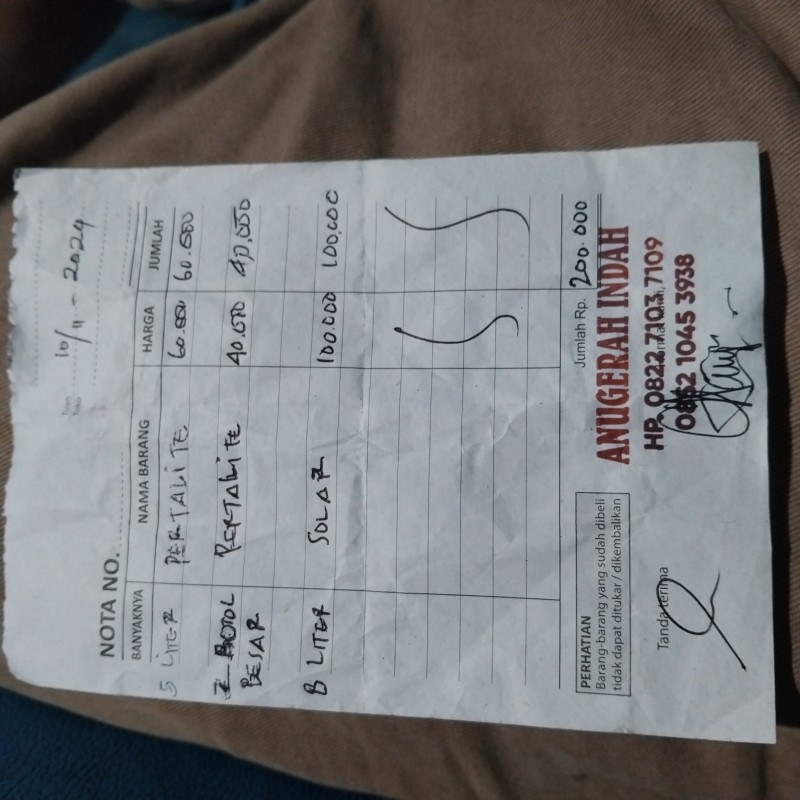 10/11 - 2024
NOTA NO.
BANYAKNYA NAMA BARANG HARGA JUMLAH
5 LITER PERTALITE 60.000 60.000
2 BOTOL PERTALITE 40.000 40.000
BESAR
8 LITER SOLAR 100.000 100.000
Jumlah Rp. 200.000
PERHATIAN
Barang-barang yang sudah dibeli
tidak dapat ditukar / dikembalikan
ANUGERAH INDAH
HP. 0822 7103 7109
0862 1045 3938
Tanda terima